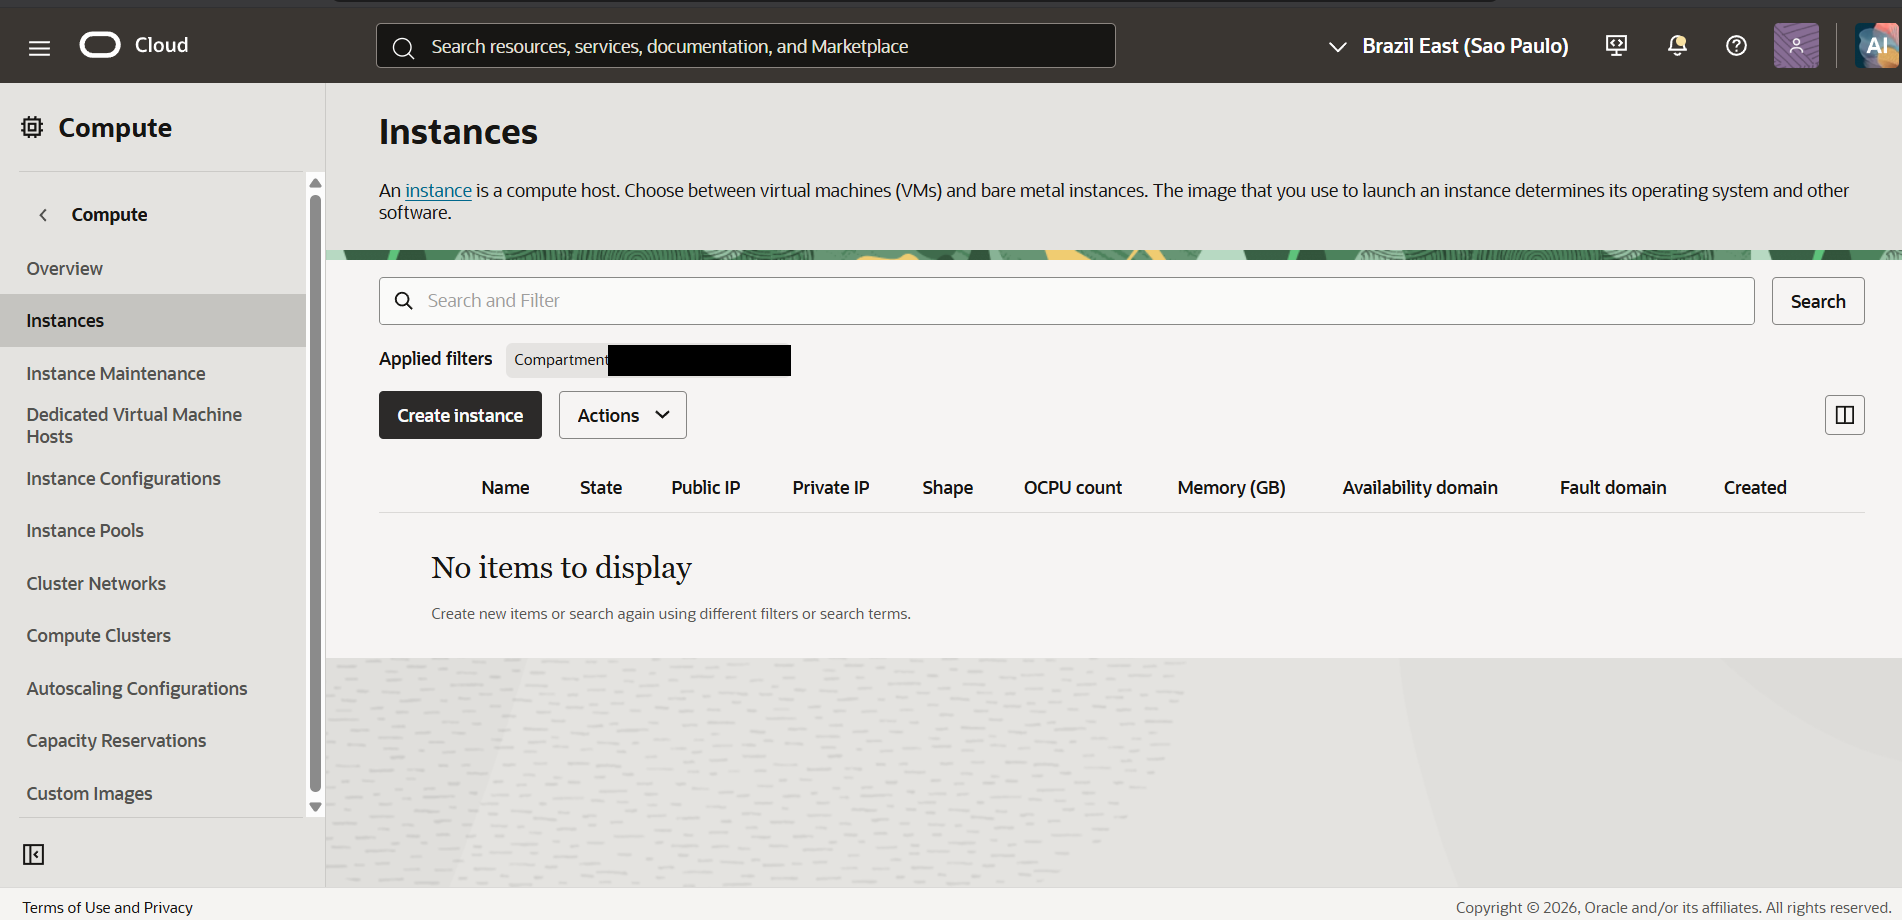 Cloud
Search resources, services, documentation, and Marketplace
Brazil East (Sao Paulo)
AI
Compute
Compute
Overview
Instances
Instance Maintenance
Dedicated Virtual Machine
Hosts
Instance Configurations
Instance Pools
Cluster Networks
Compute Clusters
Autoscaling Configurations
Capacity Reservations
Custom Images
Instances
An instance is a compute host. Choose between virtual machines (VMs) and bare metal instances. The image that you use to launch an instance determines its operating system and other
software.
Search and Filter
Search
Applied filters Compartment
Create instance Actions
Name State Public IP Private IP Shape OCPU count Memory (GB) Availability domain Fault domain Created
No items to display
Create new items or search again using different filters or search terms.
Terms of Use and Privacy
Copyright © 2026, Oracle and/or its affiliates. All rights reserved.